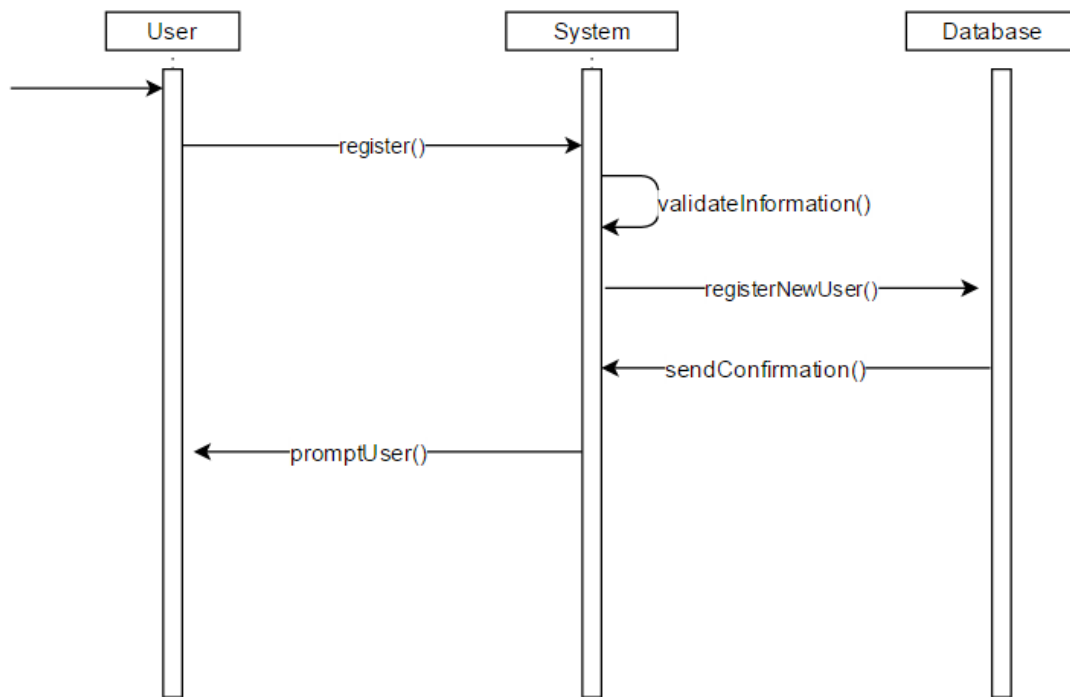 User
System
Database
register()
validateInformation()
registerNewUser()
sendConfirmation()
promptUser()